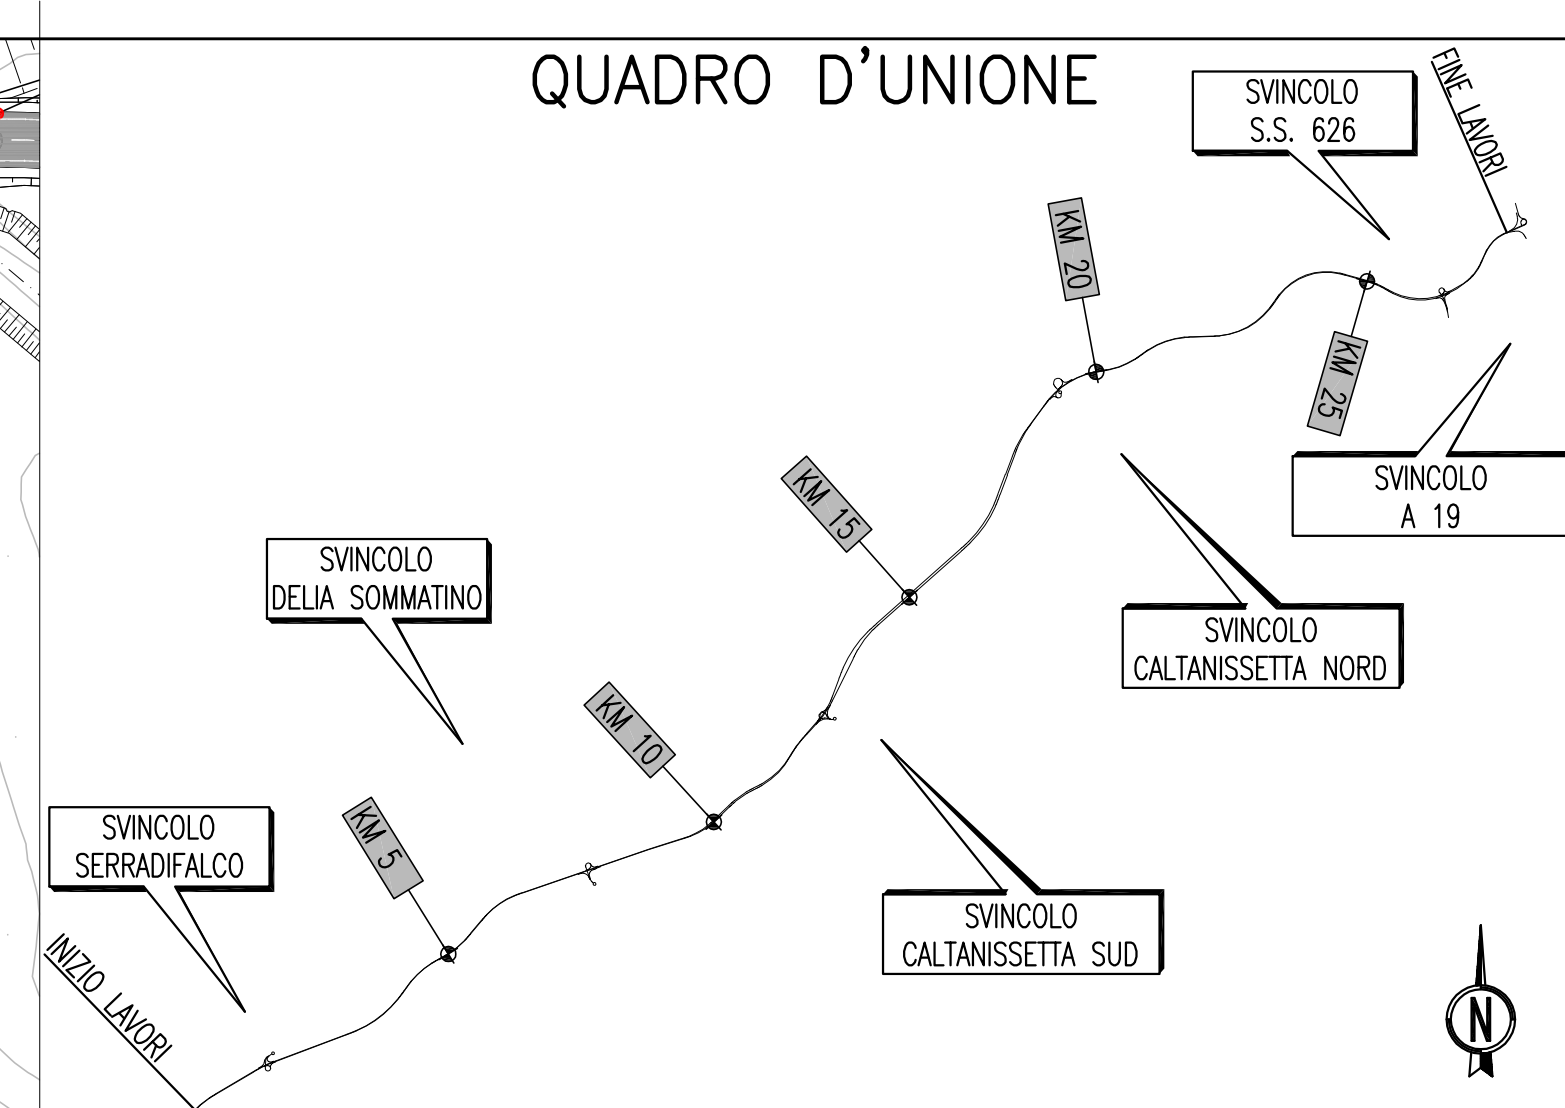 QUADRO D'UNIONE
SVINCOLO
S.S. 626
FINE LAVORI
KM 20
KM 25
SVINCOLO
A 19
KM 15
SVINCOLO
DELIA SOMMATINO
SVINCOLO
CALTANISSETTA NORD
KM 10
KM 5
SVINCOLO
SERRADIFALCO
SVINCOLO
CALTANISSETTA SUD
INIZIO LAVORI
N